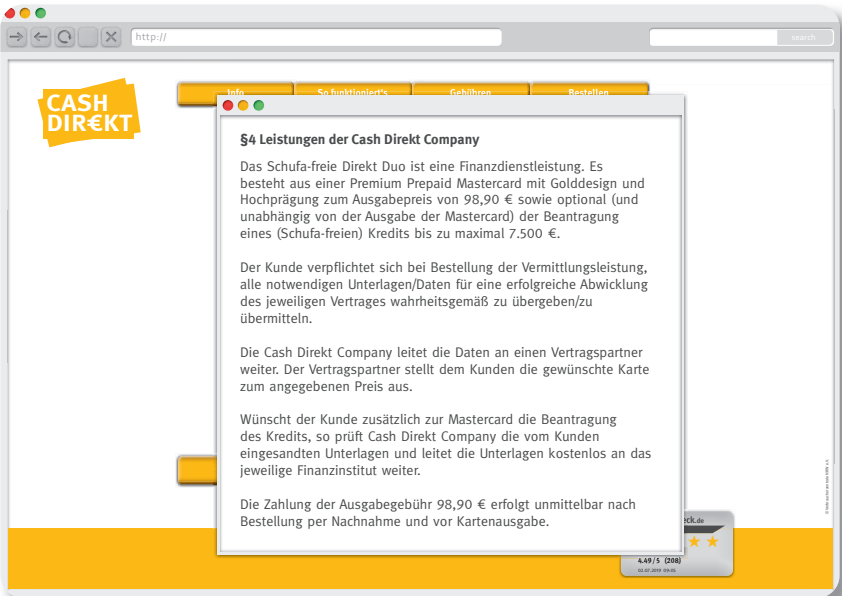 http://
search
CASH
DIR€KT
Info
So funktioniert's
Gebühren
Bestellen
§4 Leistungen der Cash Direkt Company
Das Schufa-freie Direkt Duo ist eine Finanzdienstleistung. Es
besteht aus einer Premium Prepaid Mastercard mit Golddesign und
Hochprägung zum Ausgabepreis von 98,90 € sowie optional (und
unabhängig von der Ausgabe der Mastercard) der Beantragung
eines (Schufa-freien) Kredits bis zu maximal 7.500 €.
Der Kunde verpflichtet sich bei Bestellung der Vermittlungsleistung,
alle notwendigen Unterlagen/Daten für eine erfolgreiche Abwicklung
des jeweiligen Vertrages wahrheitsgemäß zu übergeben/zu
übermitteln.
Die Cash Direkt Company leitet die Daten an einen Vertragspartner
weiter. Der Vertragspartner stellt dem Kunden die gewünschte Karte
zum angegebenen Preis aus.
Wünscht der Kunde zusätzlich zur Mastercard die Beantragung
des Kredits, so prüft Cash Direkt Company die vom Kunden
eingesandten Unterlagen und leitet die Unterlagen kostenlos an das
jeweilige Finanzinstitut weiter.
Die Zahlung der Ausgabegebühr 98,90 € erfolgt unmittelbar nach
Bestellung per Nachnahme und vor Kartenausgabe.
eck.de
4.49/5 (208)
02.07.2019